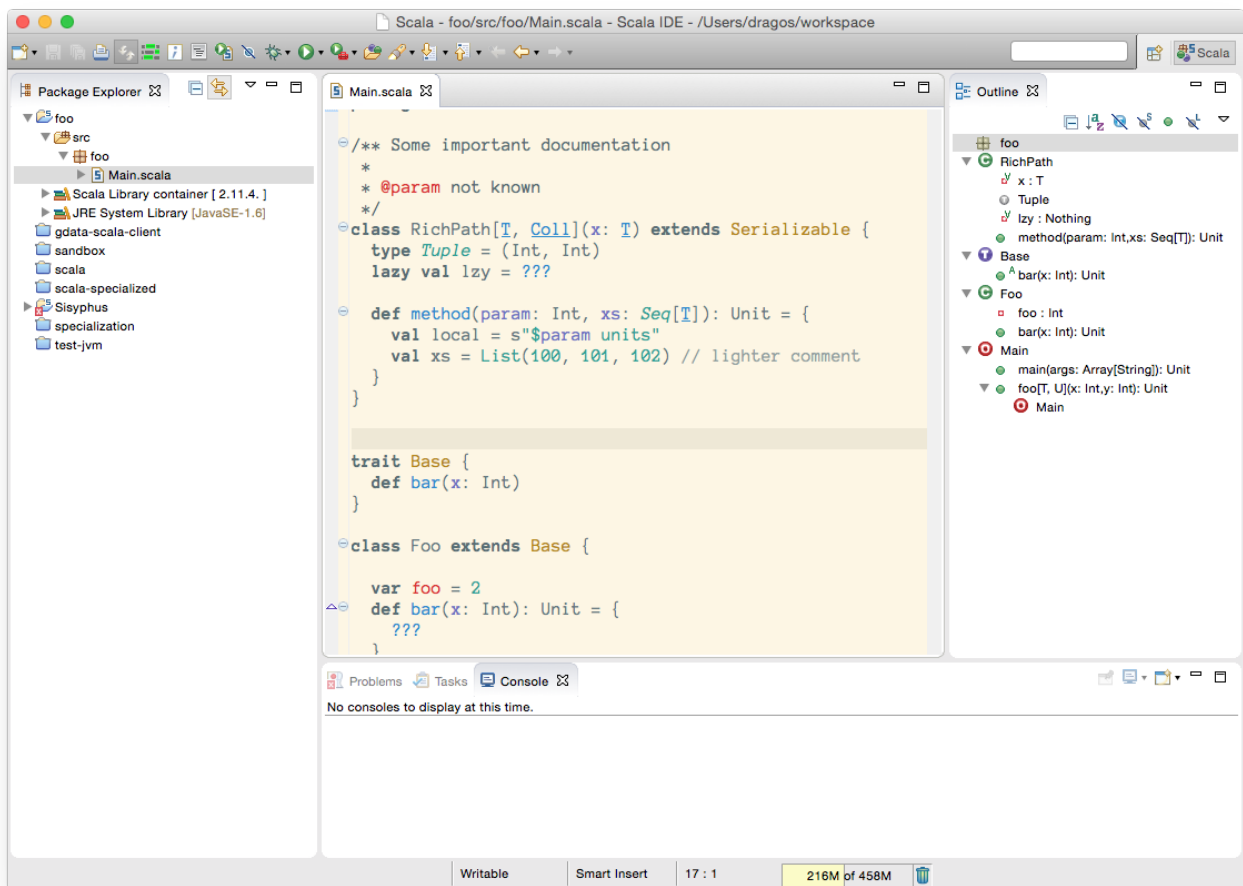 Scala - foo/src/foo/Main.scala - Scala IDE - /Users/dragos/workspace
Scala
Package Explorer
foo
src
foo
Main.scala
Scala Library container [ 2.11.4. ]
JRE System Library [JavaSE-1.6]
gdata-scala-client
sandbox
scala
scala-specialized
Sisyphus
specialization
test-jvm
Main.scala
/** Some important documentation
*
* @param not known
*/
class RichPath[T, Coll](x: T) extends Serializable {
type Tuple = (Int, Int)
lazy val lzy = ???
def method(param: Int, xs: Seq[T]): Unit = {
val local = s"$param units"
val xs = List(100, 101, 102) // lighter comment
}
}
trait Base {
def bar(x: Int)
}
class Foo extends Base {
var foo = 2
def bar(x: Int): Unit = {
???
}
Outline
foo
RichPath
x : T
Tuple
lzy : Nothing
method(param: Int,xs: Seq[T]): Unit
Base
bar(x: Int): Unit
Foo
foo : Int
bar(x: Int): Unit
Main
main(args: Array[String]): Unit
foo[T, U](x: Int,y: Int): Unit
Main
Problems Tasks Console
No consoles to display at this time.
Writable Smart Insert 17 : 1 216M of 458M